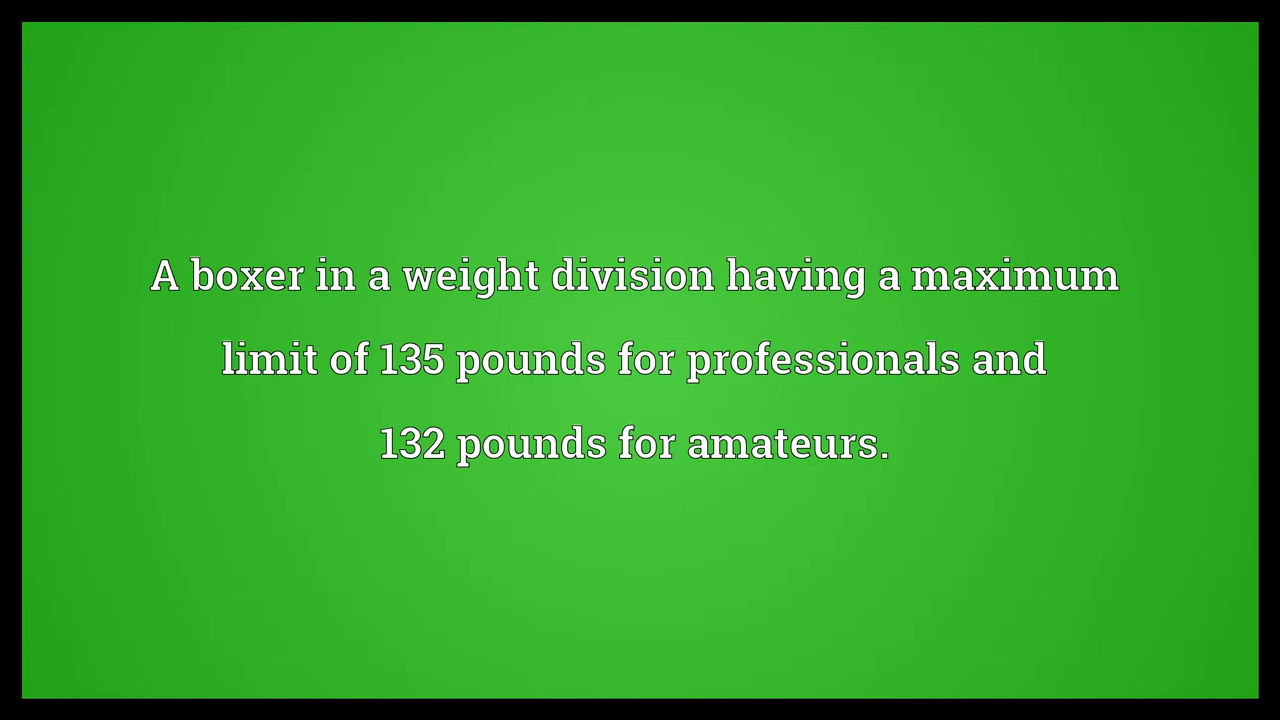 A boxer in a weight division having a maximum
limit of 135 pounds for professionals and
132 pounds for amateurs.